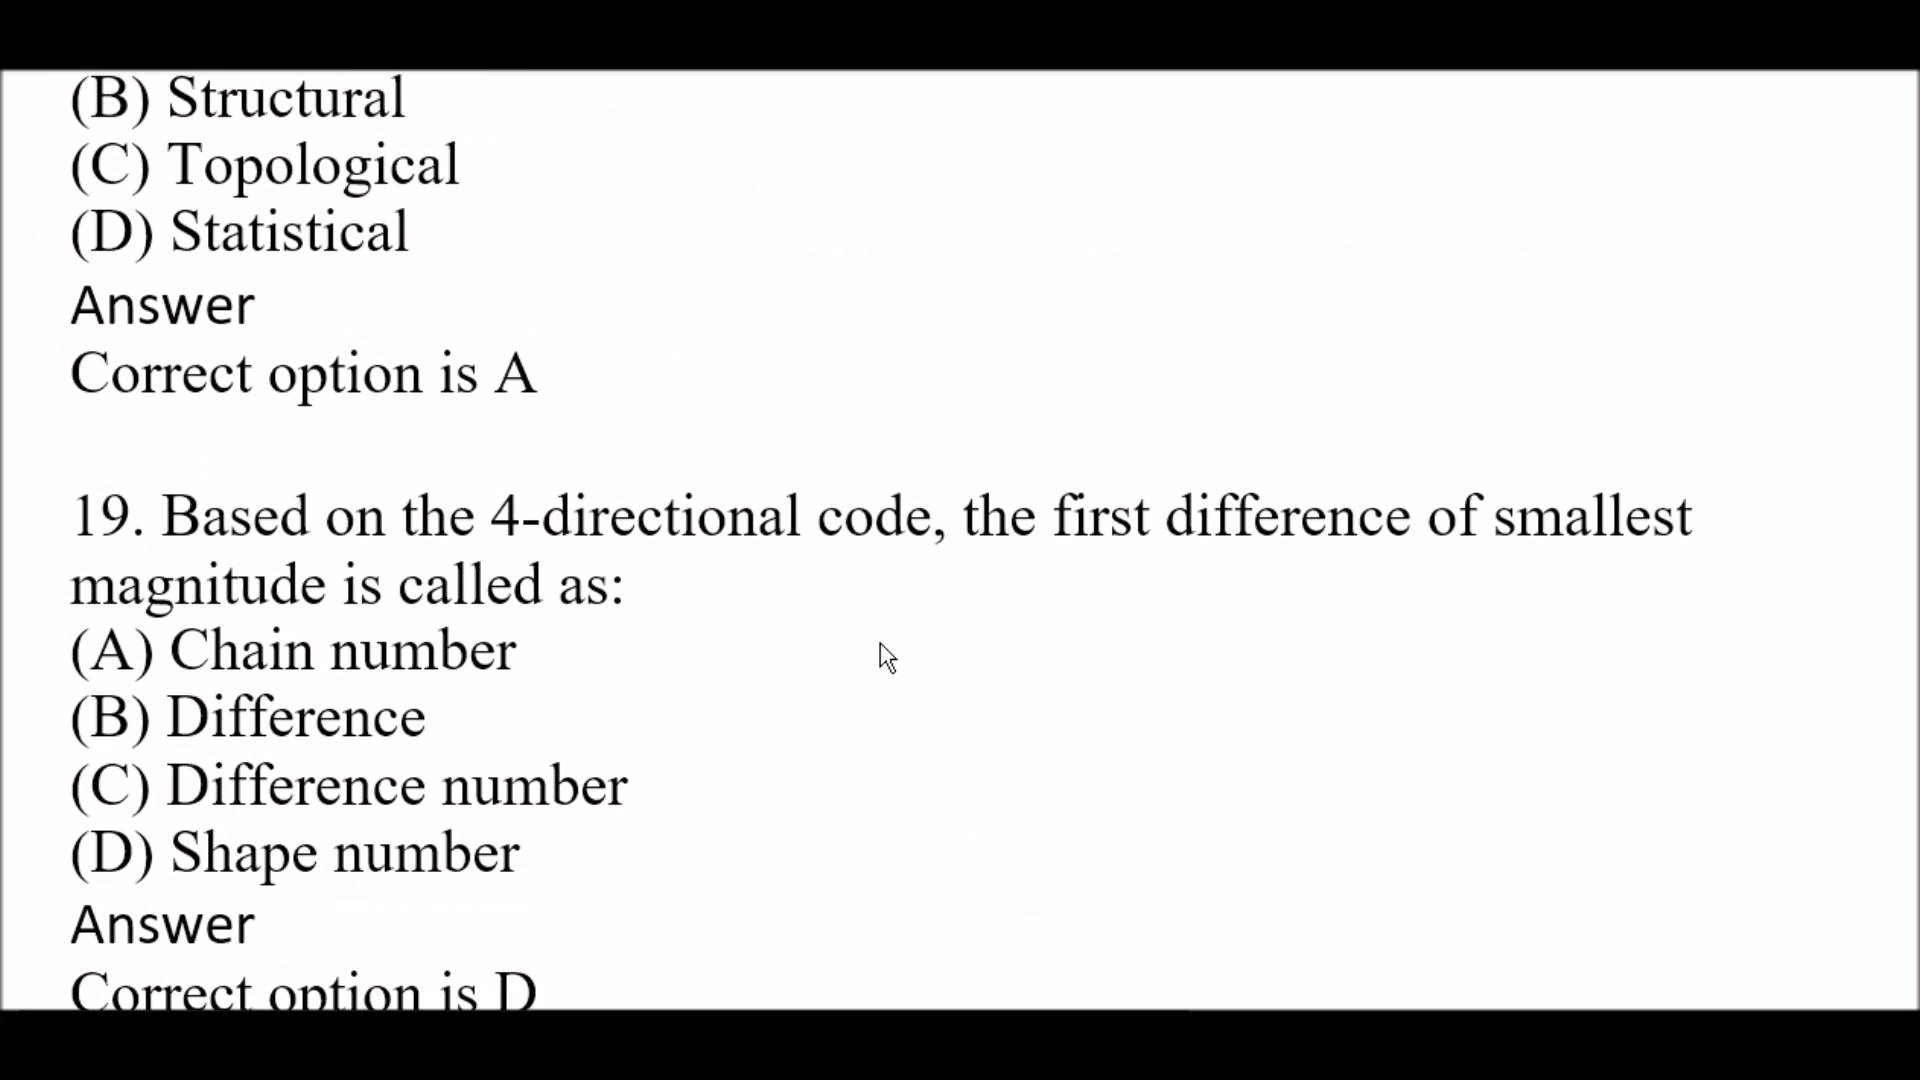 (B) Structural
(C) Topological
(D) Statistical
Answer
Correct option is A
19. Based on the 4-directional code, the first difference of smallest
magnitude is called as:
(A) Chain number
(B) Difference
(C) Difference number
(D) Shape number
Answer
Correct option is D